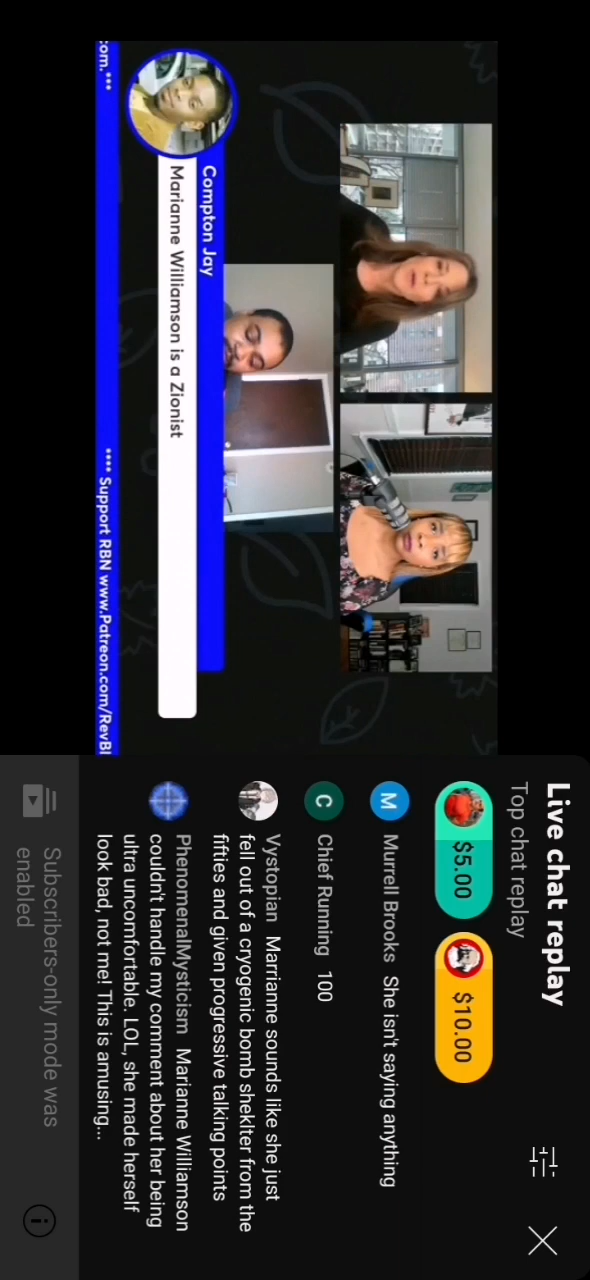 Compton Jay
Marianne Williamson is a Zionist
com. ***
**** Support RBN www.Patreon.com/RevBl
Live chat replay
Top chat replay
$5.00
$10.00
M
Murrell Brooks She isn't saying anything
C
Chief Running 100
Vystopian Marrianne sounds like she just
fell out of a cryogenic bomb sheklter from the
fifties and given progressive talking points
PhenomenalMysticism Marianne Williamson
couldn't handle my comment about her being
ultra uncomfortable. LOL, she made herself
look bad, not me! This is amusing...
Subscribers-only mode was
enabled